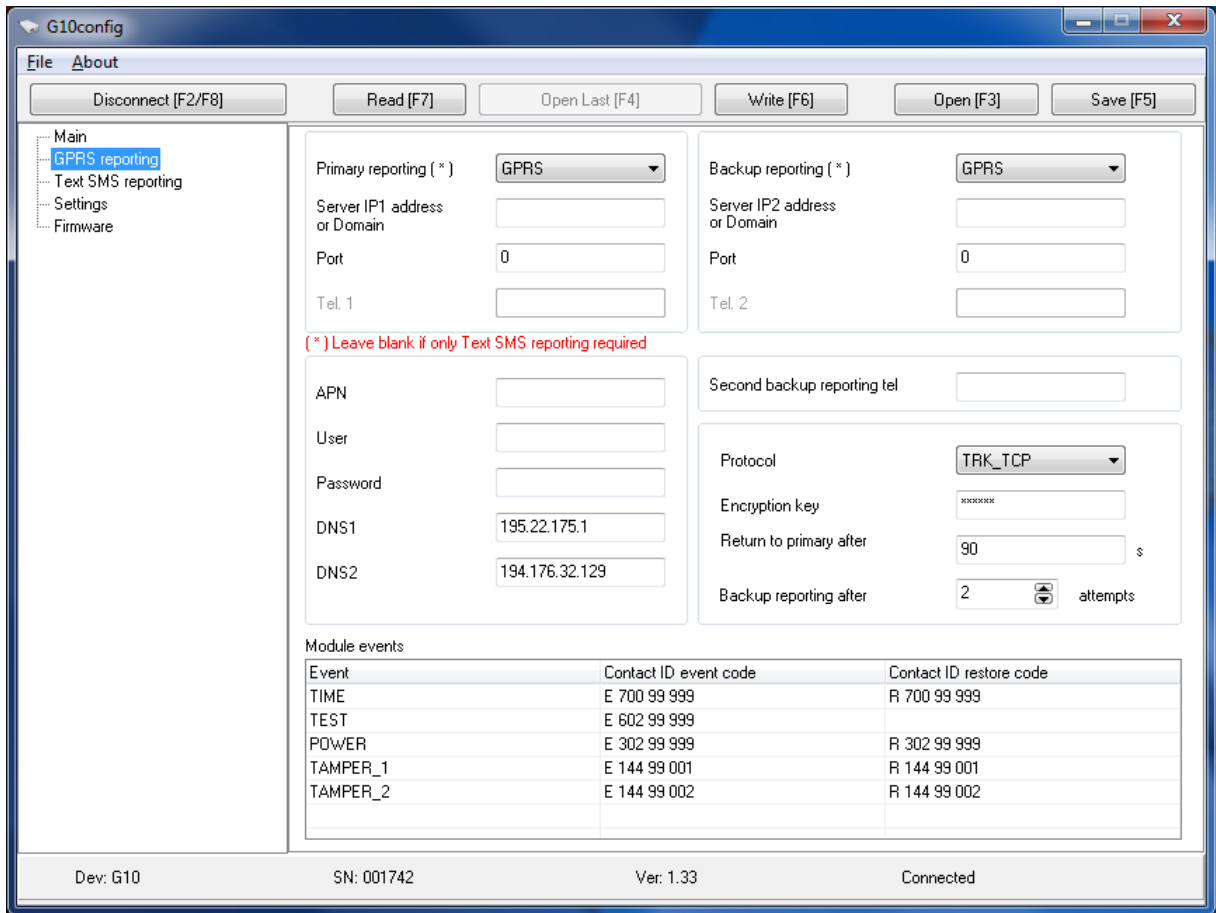 G10config
File About
Disconnect [F2/F8] Read [F7] Open Last [F4] Write [F6] Open [F3] Save [F5]
Main
GPRS reporting
Text SMS reporting
Settings
Firmware
Primary reporting ( * ) GPRS
Server IP1 address
or Domain
Port 0
Tel. 1
Backup reporting ( * ) GPRS
Server IP2 address
or Domain
Port 0
Tel. 2
( * ) Leave blank if only Text SMS reporting required
APN
User
Password
DNS1 195.22.175.1
DNS2 194.176.32.129
Second backup reporting tel
Protocol TRK_TCP
Encryption key ******
Return to primary after 90 s
Backup reporting after 2 attempts
Module events
Event Contact ID event code Contact ID restore code
TIME E 700 99 999 R 700 99 999
TEST E 602 99 999
POWER E 302 99 999 R 302 99 999
TAMPER_1 E 144 99 001 R 144 99 001
TAMPER_2 E 144 99 002 R 144 99 002
Dev: G10 SN: 001742 Ver: 1.33 Connected